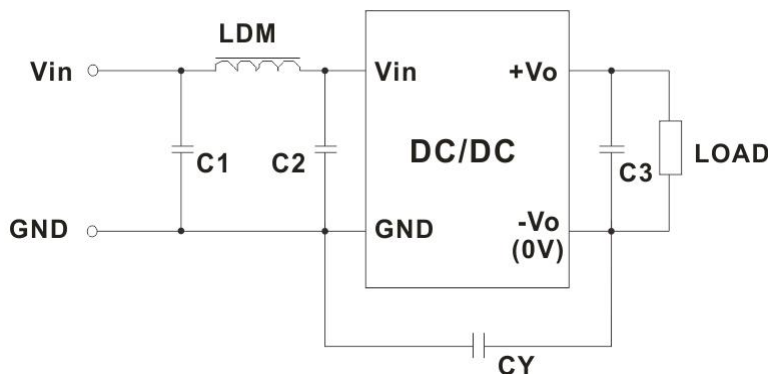 LDM
Vin
Vin
+Vo
C1
C2
DC/DC
C3
LOAD
GND
GND
-Vo
(0V)
CY